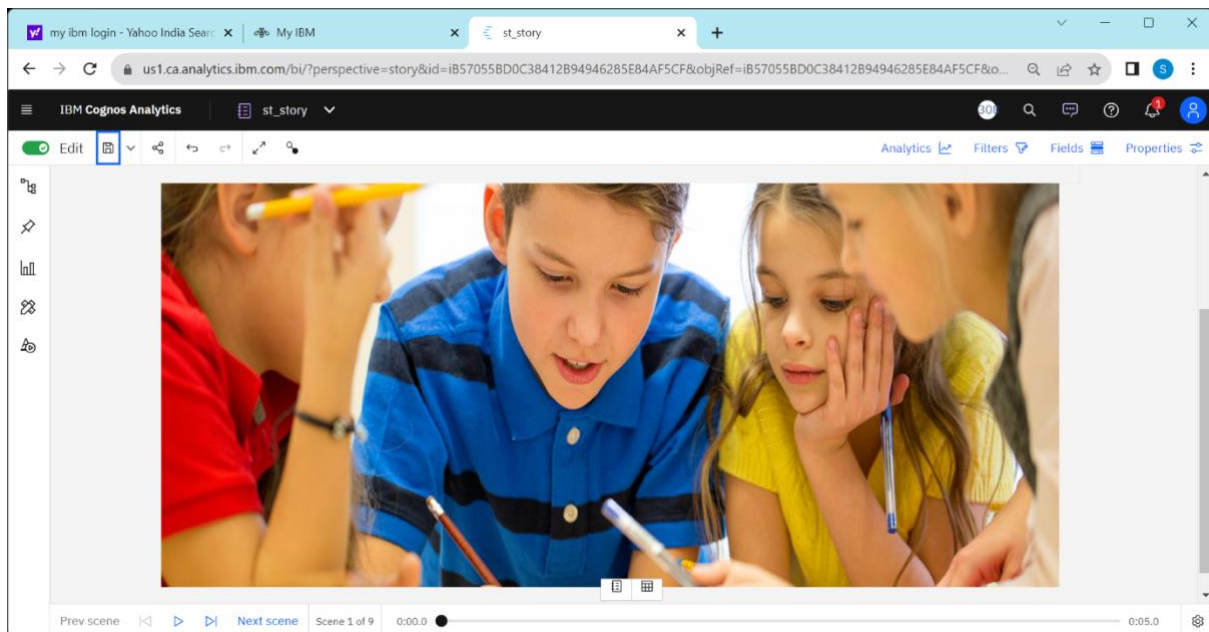 my ibm login - Yahoo India Searc
My IBM
st_story
us1.ca.analytics.ibm.com/bi/?perspective=story&id=iB57055BD0C38412B94946285E84AF5CF&objRef=iB57055BD0C38412B94946285E84AF5CF&o...
S
IBM Cognos Analytics
st_story
1
Edit
Analytics
Filters
Fields
Properties
Prev scene
Next scene
Scene 1 of 9
0:00.0
0:05.0